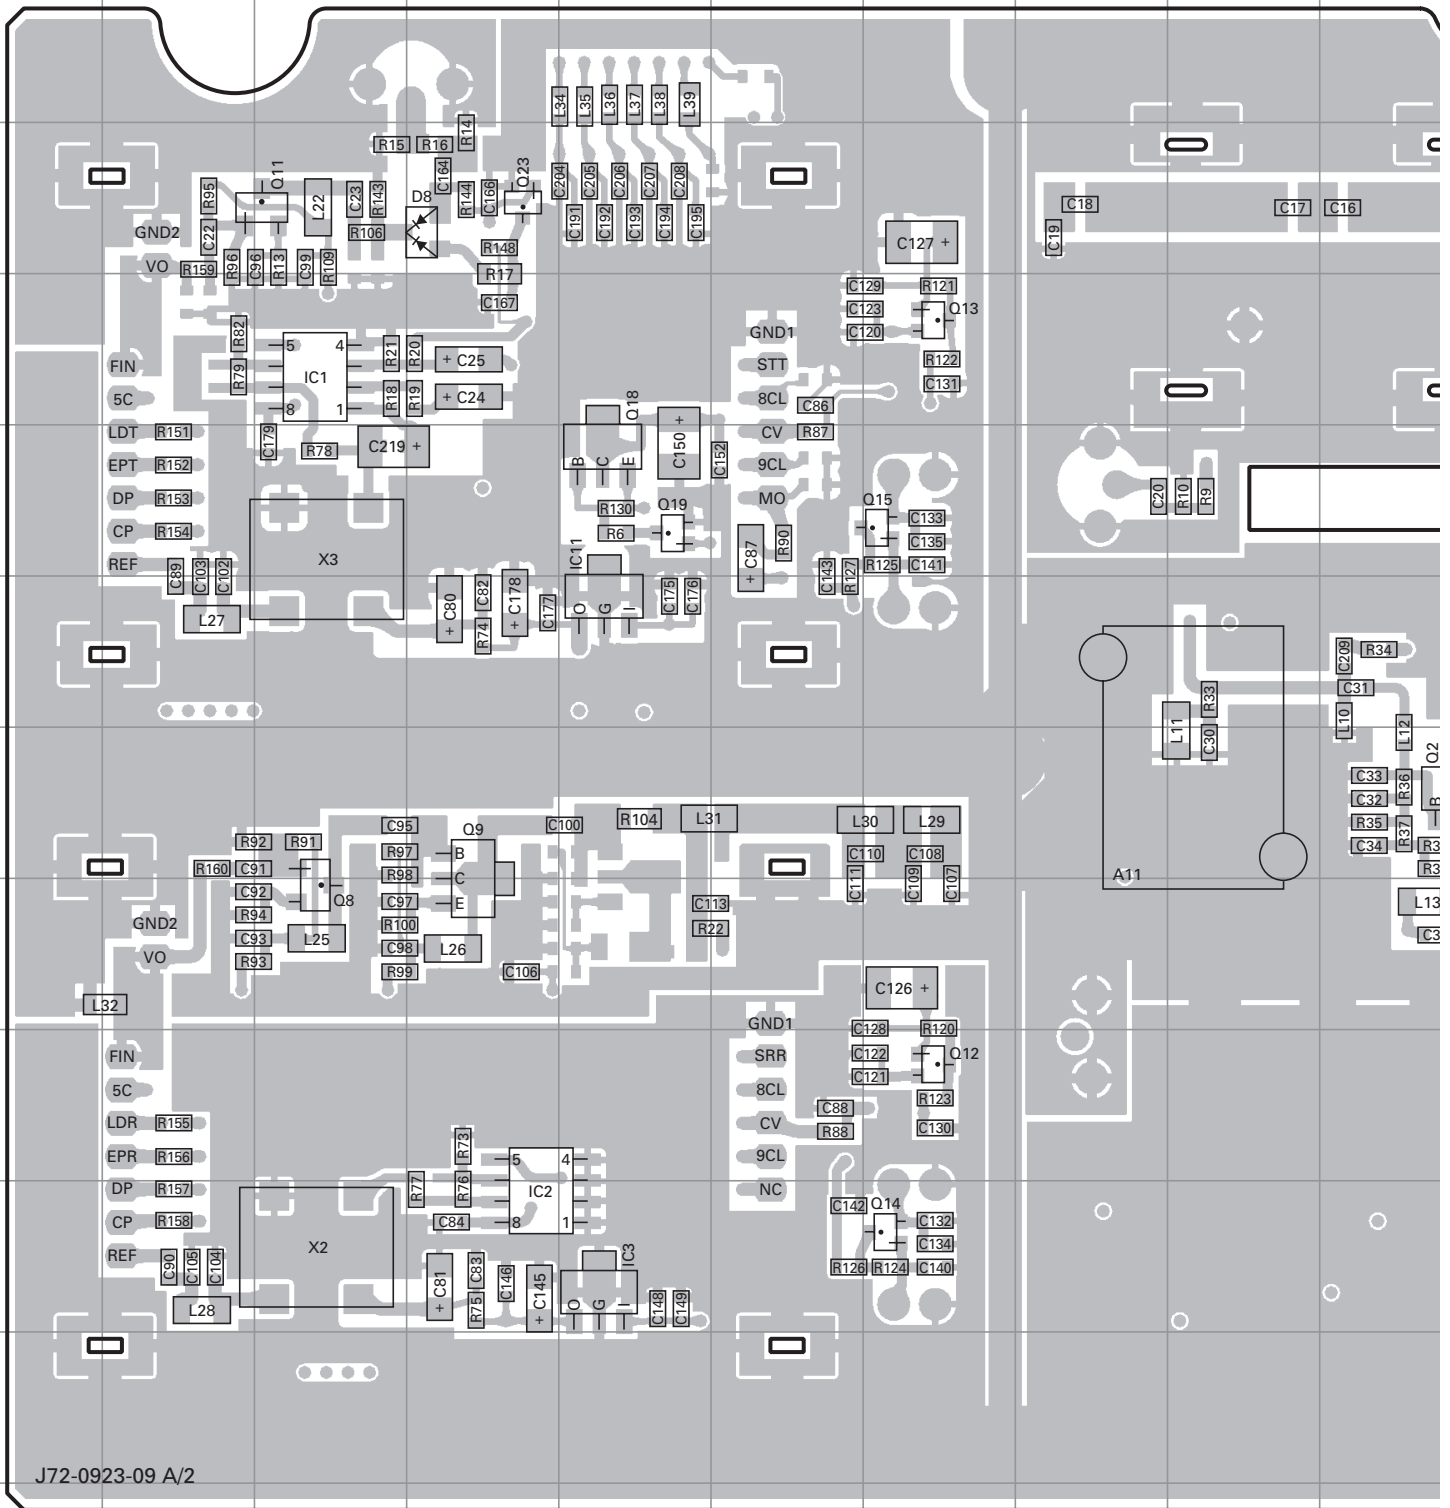 L34 L35 L36 L37 L38 L39
R15 R16 R14
Q11 C164 Q23
R95 L22 C23 R143 D8 R144 C166 C204 C205 C206 C207 C208
GND2 C22 R106 R148 C191 C192 C193 C194 C195
VO R159 R96 C96 R13 C99 R109 R17
C167
C127 +
C18 C17 C16
C19
C129 R121
C123 Q13
C120
R122
C131
GND1
STT
8CL C86
CV R87
9CL
MO
R82
5 4 R21 R20 + C25
FIN R79 IC1
5C 8 1 R18 R19 + C24
LDT R151 C179 R78 C219 +
EPT R152
DP R153
CP R154
REF C89 C103 C102 X3
L27
Q18 + C150 C152
B C E
R130 Q19
R6
IC11
C87 + R90
O G I C175 C176
C80 + C82 C178 + C177
R74
Q15 C133
C135
C143 R127 R125 C141
C20 R10 R9
C209 R34
R33 C31
L11 C30 L10 L12
C33 R36 Q2
C32 B
R35 R37
C34 R3
R3
A11
L13
C3
C95 Q9 C100 R104 L31 L30 L29
R92 R91 R97 B C110 C108
R160 C91 R98 C C111 C109 C107
C92 Q8 C97 E C113
R94 R100 R22
GND2 C93 L25 C98 L26
VO R93 R99 C106
L32
C126 +
GND1 C128 R120
SRR C122 Q12
8CL C121
CV C88 R123
9CL R88 C130
NC
FIN
5C
LDR R155
EPR R156
DP R157
CP R158
REF C90 C105 C104 X2
L28
R73 5 4
R77 R76 IC2
C84 8 1
C81 + C83 C146 C145 + IC3
R75 O G I C148 C149
C142 Q14 C132
C134
R126 R124 C140
J72-0923-09 A/2